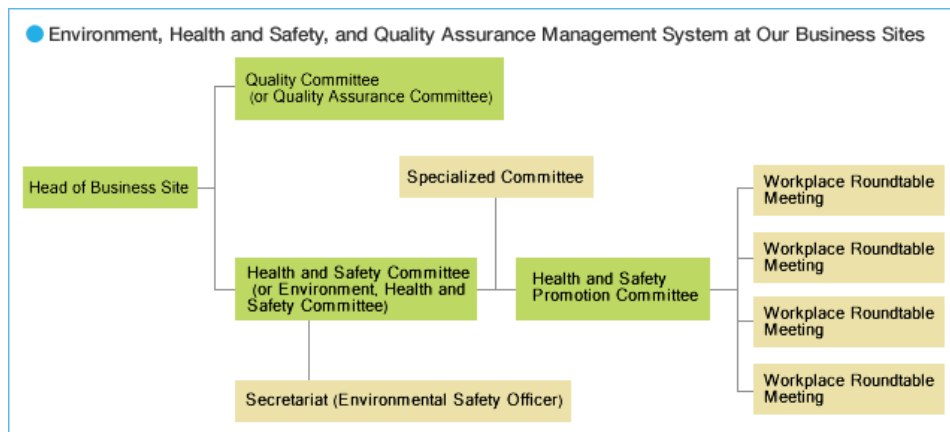 Environment, Health and Safety, and Quality Assurance Management System at Our Business Sites
Quality Committee
(or Quality Assurance Committee)
Head of Business Site
Specialized Committee
Health and Safety Committee
(or Environment, Health and
Safety Committee)
Health and Safety
Promotion Committee
Secretariat (Environmental Safety Officer)
Workplace Roundtable
Meeting
Workplace Roundtable
Meeting
Workplace Roundtable
Meeting
Workplace Roundtable
Meeting